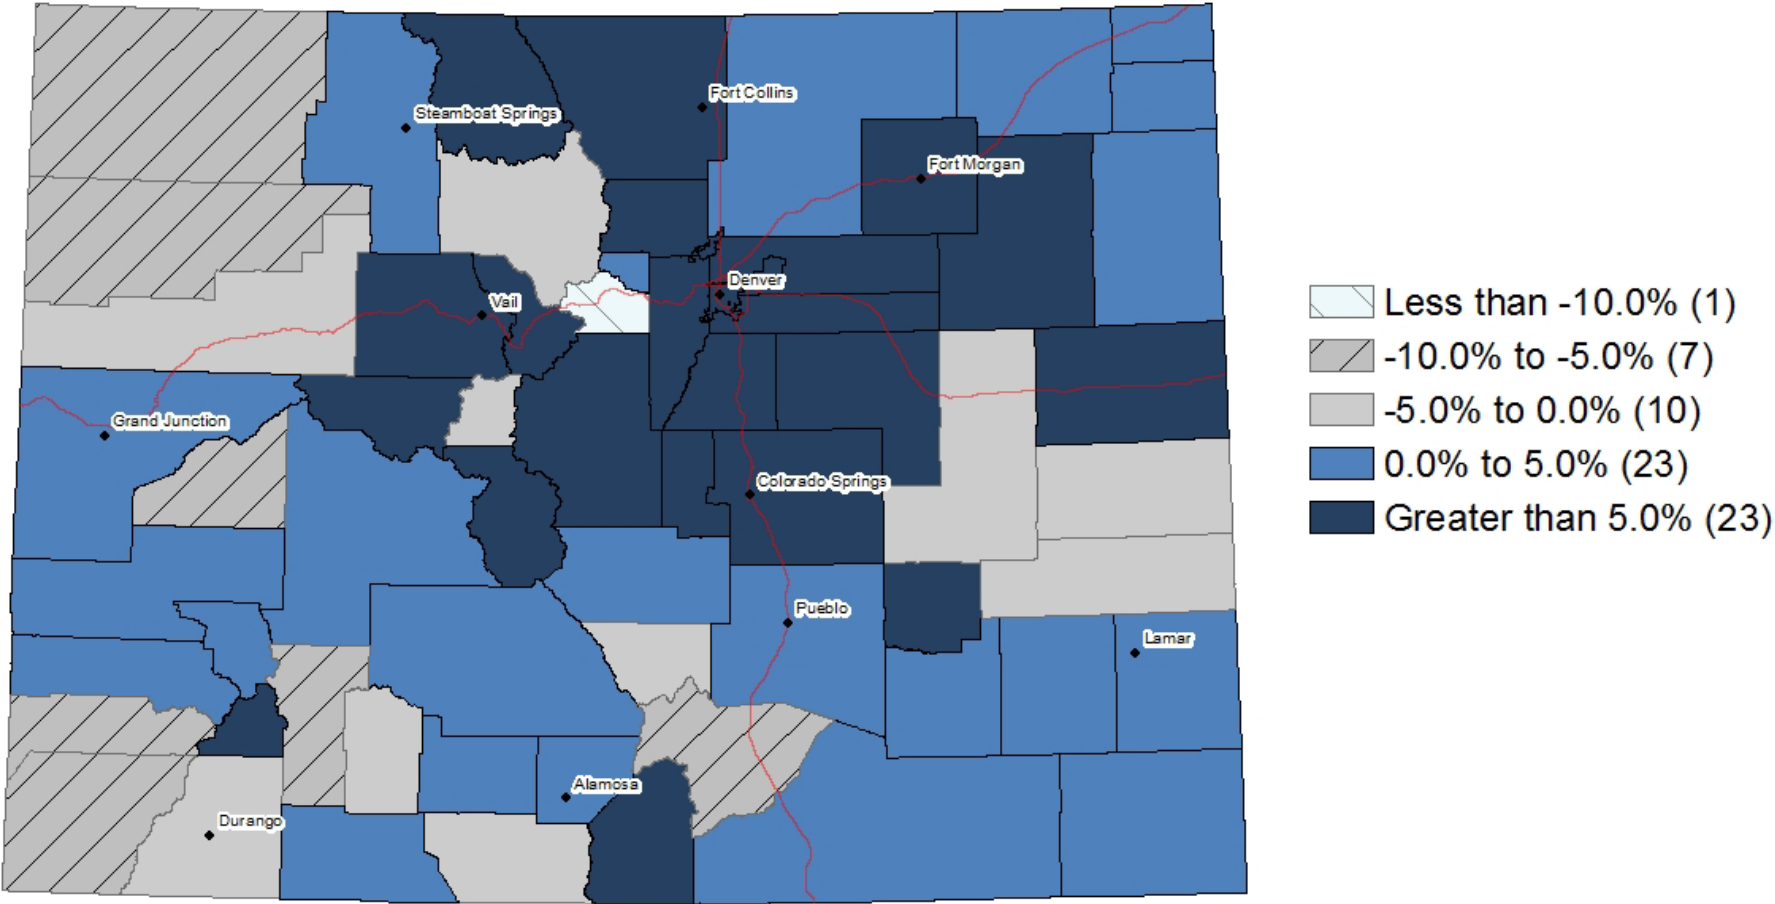 Fort Collins
Steamboat Springs
Fort Morgan
Denver
Vail
Grand Junction
Colorado Springs
Pueblo
Lamar
Alamosa
Durango
Less than -10.0% (1)
-10.0% to -5.0% (7)
-5.0% to 0.0% (10)
0.0% to 5.0% (23)
Greater than 5.0% (23)